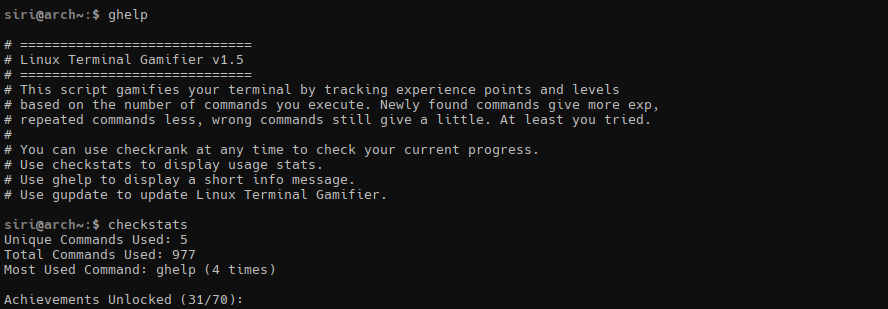 siri@arch~:$ ghelp
# =============================
# Linux Terminal Gamifier v1.5
# =============================
# This script gamifies your terminal by tracking experience points and levels
# based on the number of commands you execute. Newly found commands give more exp,
# repeated commands less, wrong commands still give a little. At least you tried.
#
# You can use checkrank at any time to check your current progress.
# Use checkstats to display usage stats.
# Use ghelp to display a short info message.
# Use gupdate to update Linux Terminal Gamifier.
siri@arch~:$ checkstats
Unique Commands Used: 5
Total Commands Used: 977
Most Used Command: ghelp (4 times)
Achievements Unlocked (31/70):